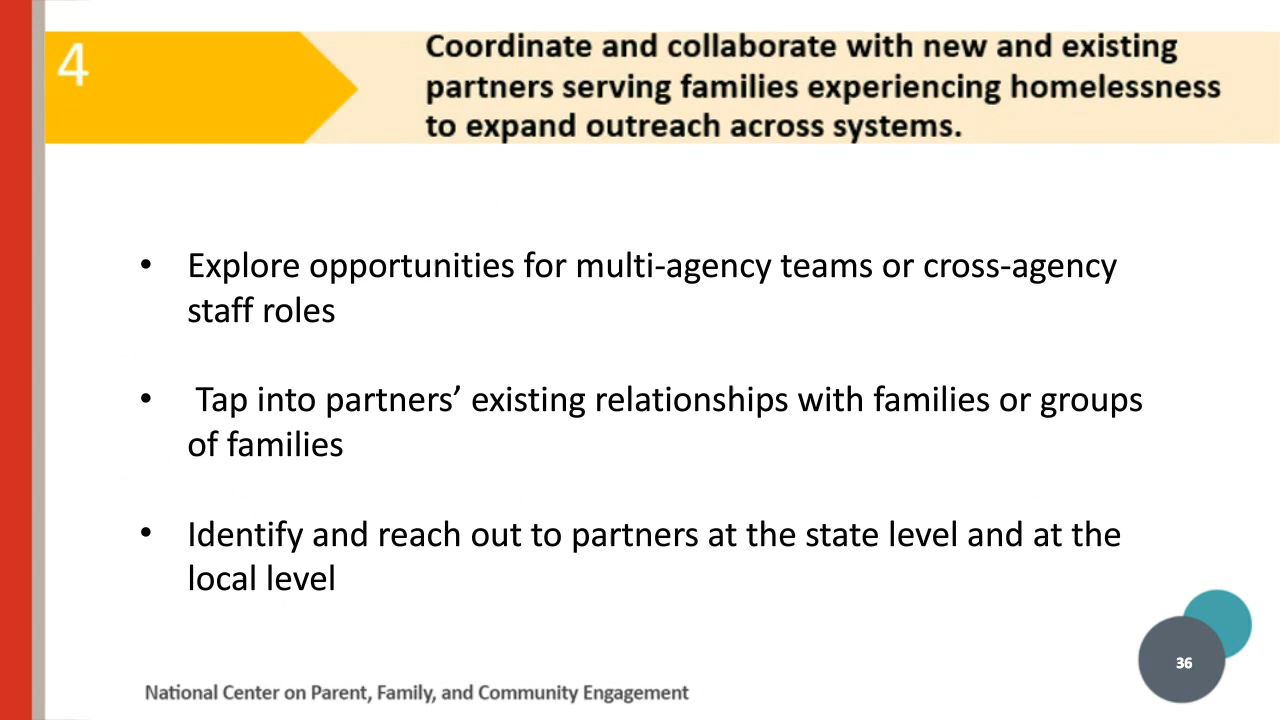 4
Coordinate and collaborate with new and existing
partners serving families experiencing homelessness
to expand outreach across systems.
• Explore opportunities for multi-agency teams or cross-agency
staff roles
• Tap into partners’ existing relationships with families or groups
of families
• Identify and reach out to partners at the state level and at the
local level
36
National Center on Parent, Family, and Community Engagement